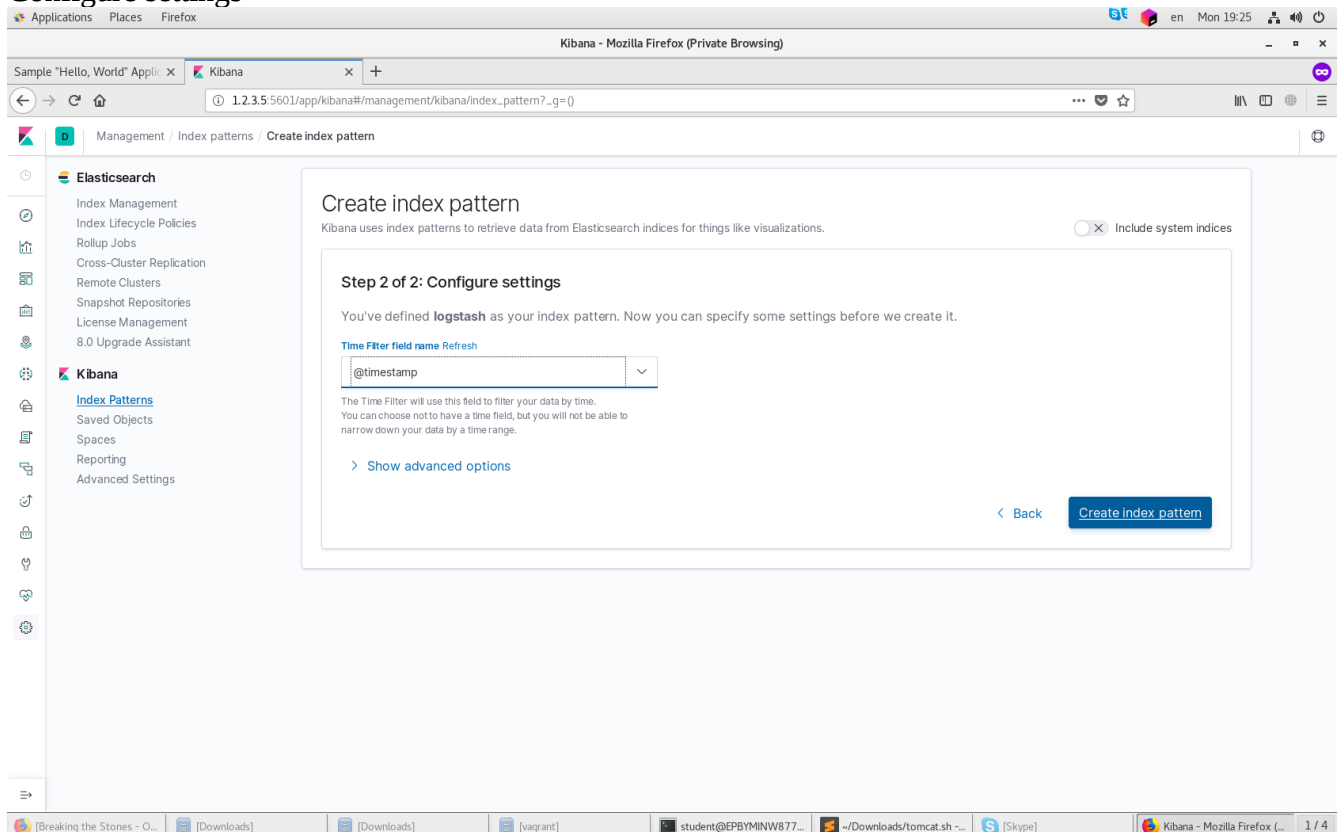 Configure settings
Applications Places Firefox
en Mon 19:25
Kibana - Mozilla Firefox (Private Browsing)
Sample "Hello, World" Applic
Kibana
1.2.3.5:5601/app/kibana#/management/kibana/index_pattern?_g=()
D
Management / Index patterns / Create index pattern
Elasticsearch
Index Management
Index Lifecycle Policies
Rollup Jobs
Cross-Cluster Replication
Remote Clusters
Snapshot Repositories
License Management
8.0 Upgrade Assistant
Kibana
Index Patterns
Saved Objects
Spaces
Reporting
Advanced Settings
Create index pattern
Kibana uses index patterns to retrieve data from Elasticsearch indices for things like visualizations.
Include system indices
Step 2 of 2: Configure settings
You've defined logstash as your index pattern. Now you can specify some settings before we create it.
Time Filter field name Refresh
@timestamp
The Time Filter will use this field to filter your data by time.
You can choose not to have a time field, but you will not be able to
narrow down your data by a time range.
Show advanced options
Back
Create index pattern
[Breaking the Stones - O... [Downloads] [Downloads] [vagrant] student@EPBYMINW877... ~/Downloads/tomcat.sh -... [Skype] Kibana - Mozilla Firefox (... 1 / 4